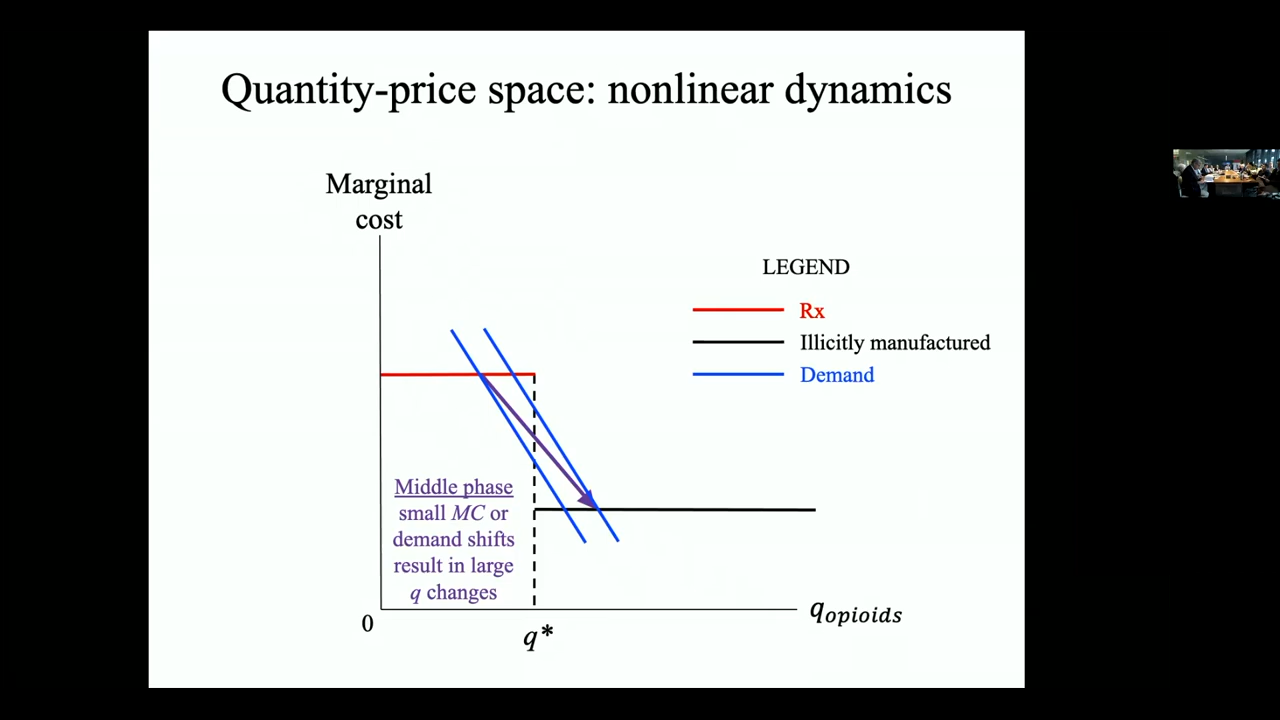 Quantity-price space: nonlinear dynamics
Marginal
cost
LEGEND
Rx
Illicitly manufactured
Demand
Middle phase
small MC or
demand shifts
result in large
q changes
0
q*
q_opioids